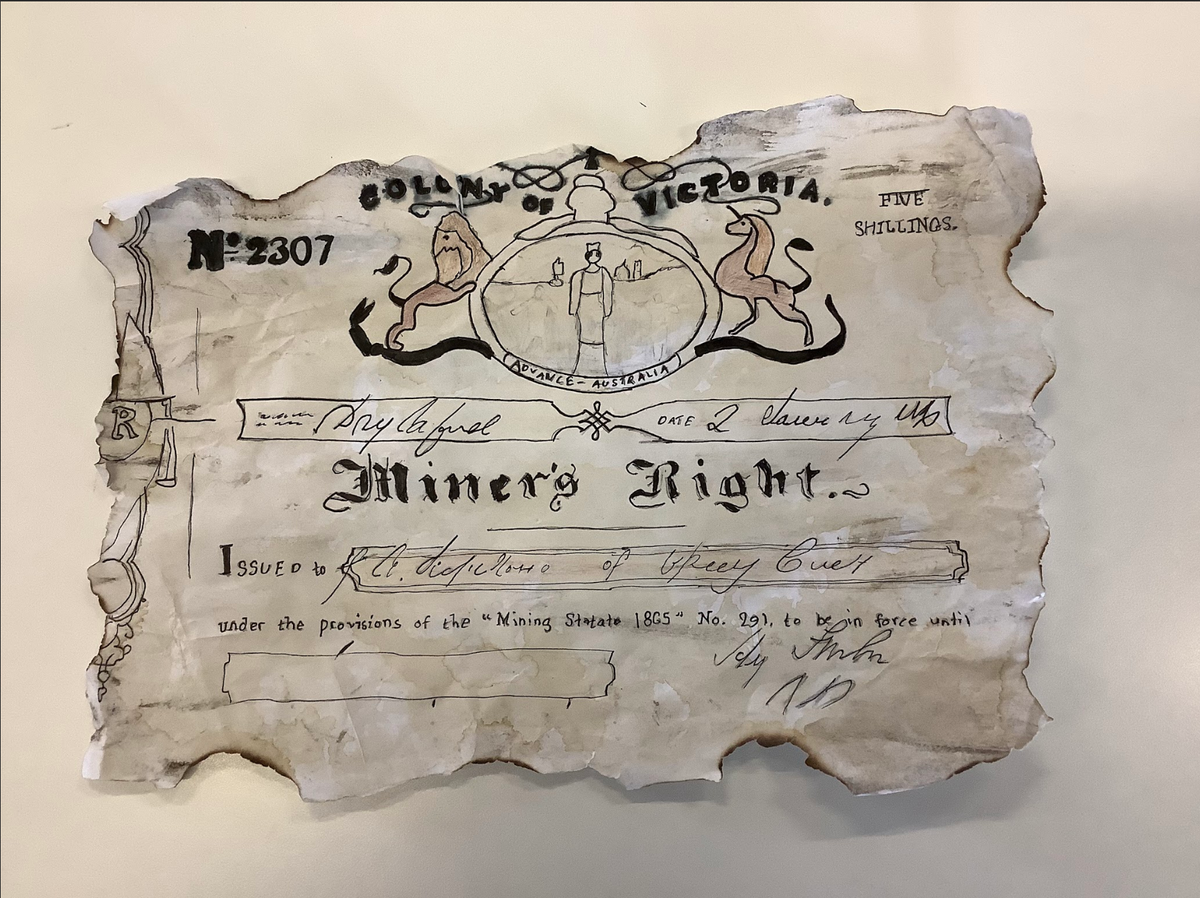 COLONY OF VICTORIA.
FIVE
SHILLINGS.
No. 2307
ADVANCE - AUSTRALIA
R
DATE 2
Miner's Right.
ISSUED to of Creek
under the provisions of the "Mining Statate 1865" No. 291, to be in force until